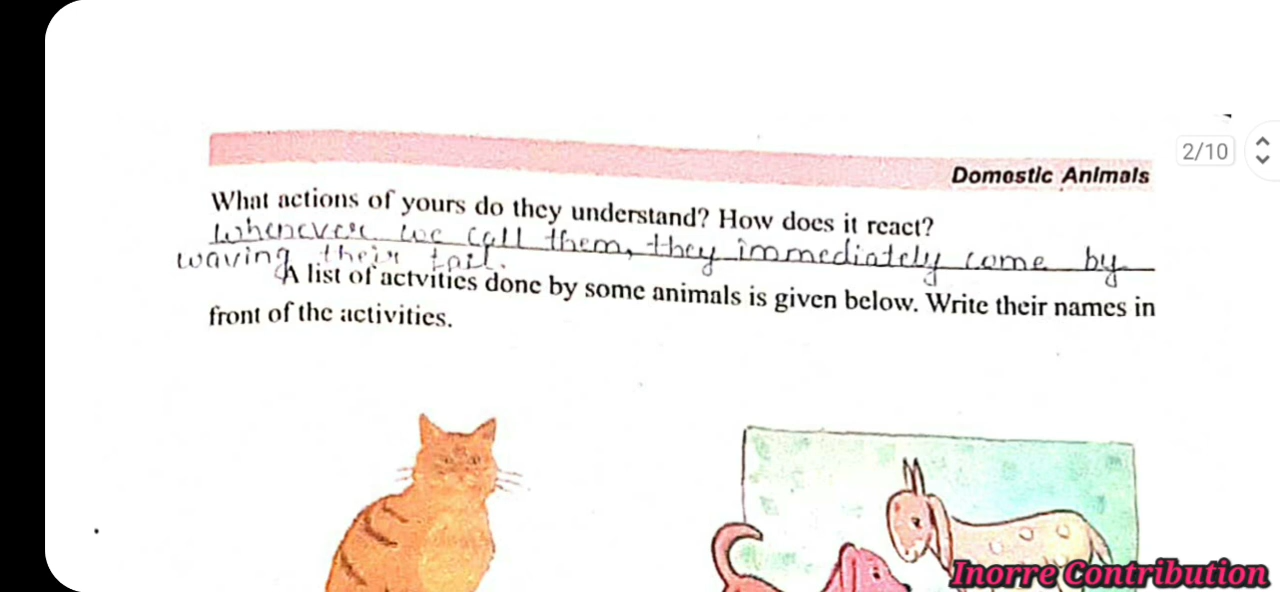 2/10
Domestic Animals
What actions of yours do they understand? How does it react?
Whenever we call them, they immediately come by
waving their tail.
A list of actvities done by some animals is given below. Write their names in
front of the activities.
Inorre Contribution